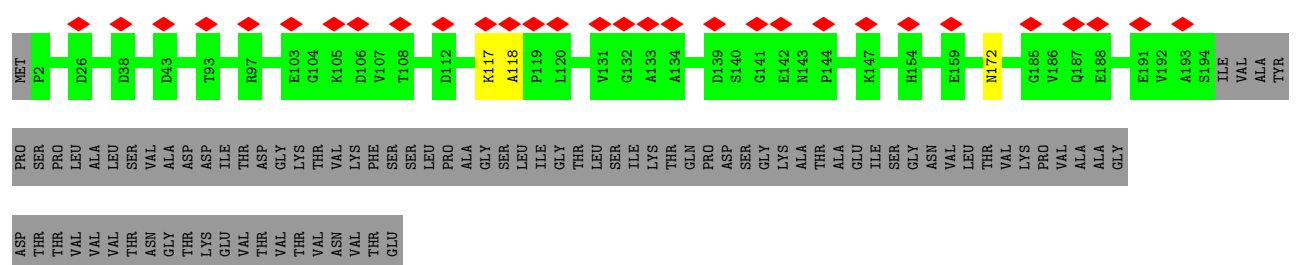 MET P2 D26 D38 D43 T93 R97 E103 G104 K105 D106 V107 T108 D112 K117 A118 P119 L120 V131 G132 A133 A134 D139 S140 G141 E142 N143 P144 K147 H154 E159 N172 G185 V186 Q187 E188 E191 V192 A193 S194 ILE VAL ALA TYR
PRO SER PRO LEU ALA LEU SER VAL ALA ASP ASP ILE THR ASP GLY LYS THR VAL LYS PHE SER SER LEU PRO ALA GLY SER LEU ILE GLY THR LEU SER ILE LYS THR GLN PRO ASP SER GLY LYS ALA THR ALA GLU ILE SER GLY ASN VAL LEU THR VAL LYS PRO VAL ALA ALA GLY
ASP THR THR VAL VAL VAL THR ASN GLY THR LYS GLU VAL THR VAL THR VAL ASN VAL THR GLU